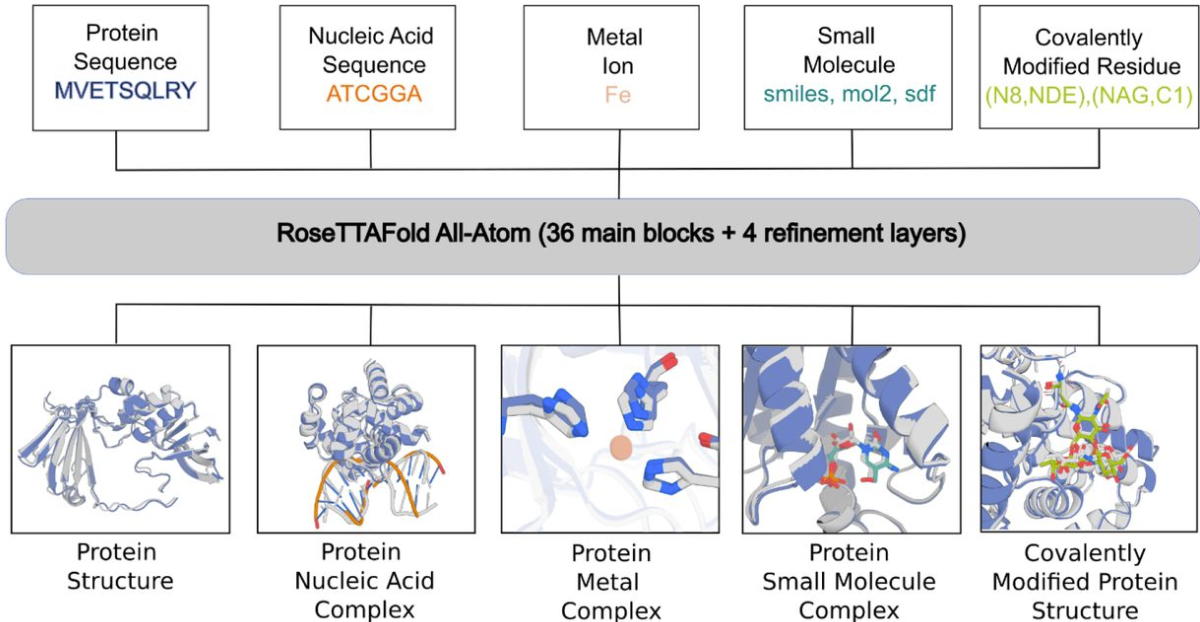 Protein
Sequence
MVETSQLRY
Nucleic Acid
Sequence
ATCGGA
Metal
Ion
Fe
Small
Molecule
smiles, mol2, sdf
Covalently
Modified Residue
(N8,NDE),(NAG,C1)
RoseTTAFold All-Atom (36 main blocks + 4 refinement layers)
Protein
Structure
Protein
Nucleic Acid
Complex
Protein
Metal
Complex
Protein
Small Molecule
Complex
Covalently
Modified Protein
Structure